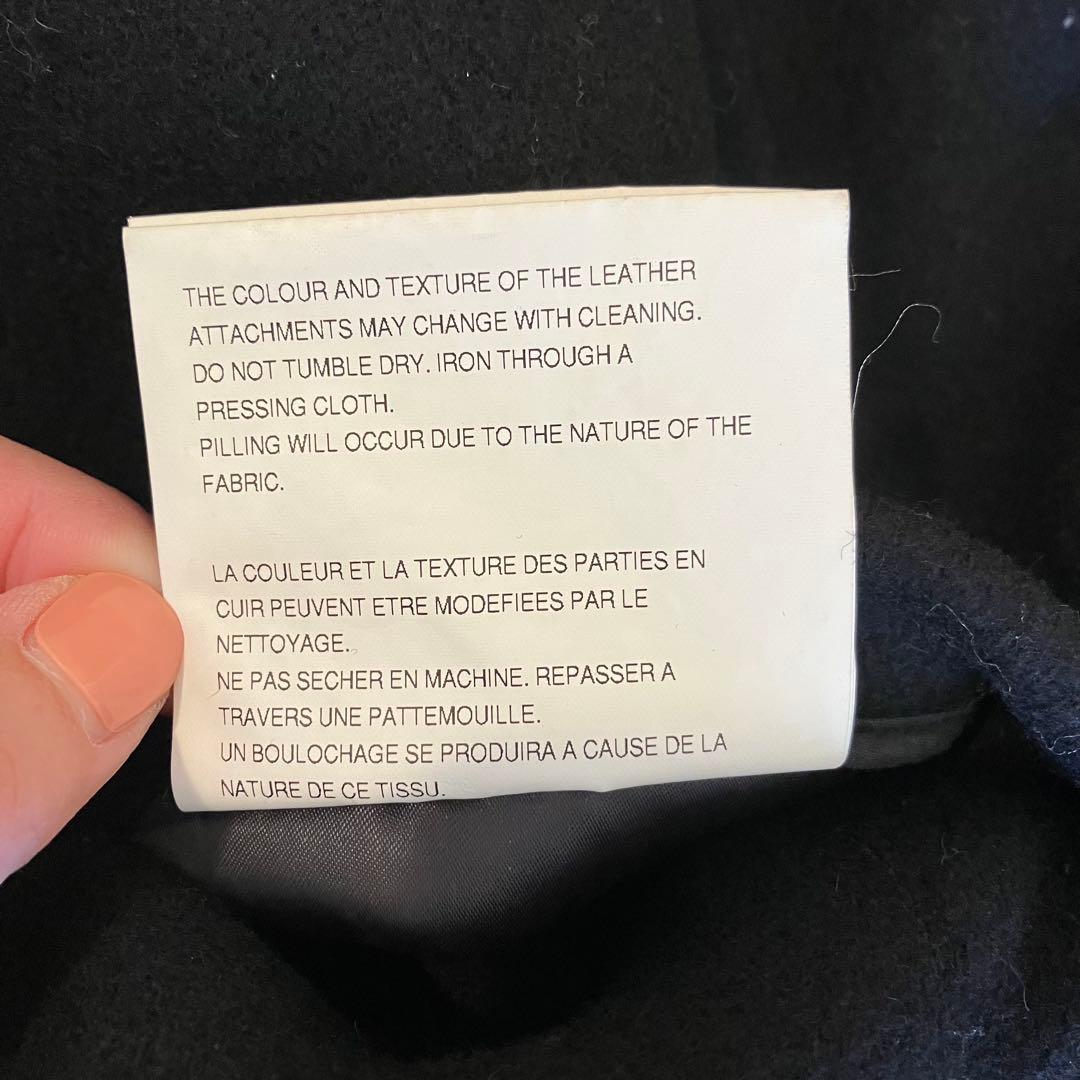 THE COLOUR AND TEXTURE OF THE LEATHER
ATTACHMENTS MAY CHANGE WITH CLEANING.
DO NOT TUMBLE DRY. IRON THROUGH A
PRESSING CLOTH.
PILLING WILL OCCUR DUE TO THE NATURE OF THE
FABRIC.
LA COULEUR ET LA TEXTURE DES PARTIES EN
CUIR PEUVENT ETRE MODEFIEES PAR LE
NETTOYAGE.
NE PAS SECHER EN MACHINE. REPASSER A
TRAVERS UNE PATTEMOUILLE.
UN BOULOCHAGE SE PRODUIRA A CAUSE DE LA
NATURE DE CE TISSU.